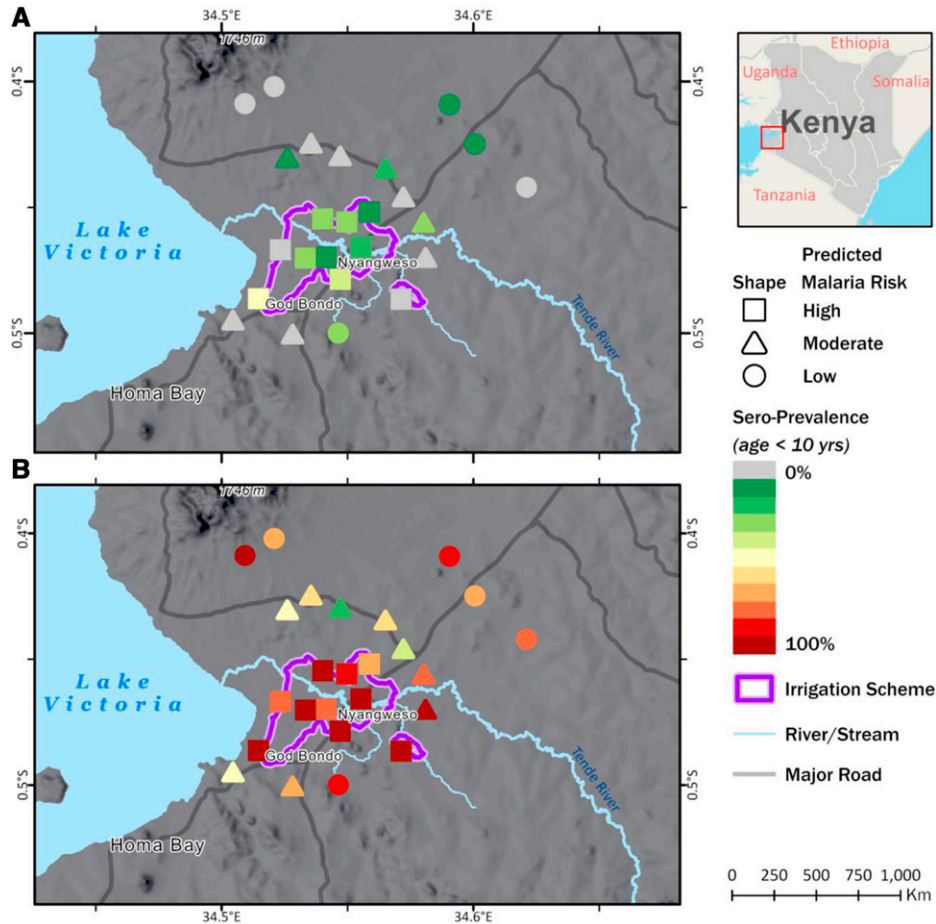 A
34.5°E
34.6°E
1746 m
0.4°S
0.4°S
Lake
Victoria
Nyangweso
God Bondo
Tende River
0.5°S
0.5°S
Homa Bay
B
1746 m
0.4°S
0.4°S
Lake
Victoria
Nyangweso
God Bondo
Tende River
0.5°S
0.5°S
Homa Bay
34.5°E
34.6°E
Ethiopia
Uganda
Somalia
Kenya
Tanzania
Predicted
Shape Malaria Risk
High
Moderate
Low
Sero-Prevalence
(age < 10 yrs)
0%
100%
Irrigation Scheme
River/Stream
Major Road
0 250 500 750 1,000
Km